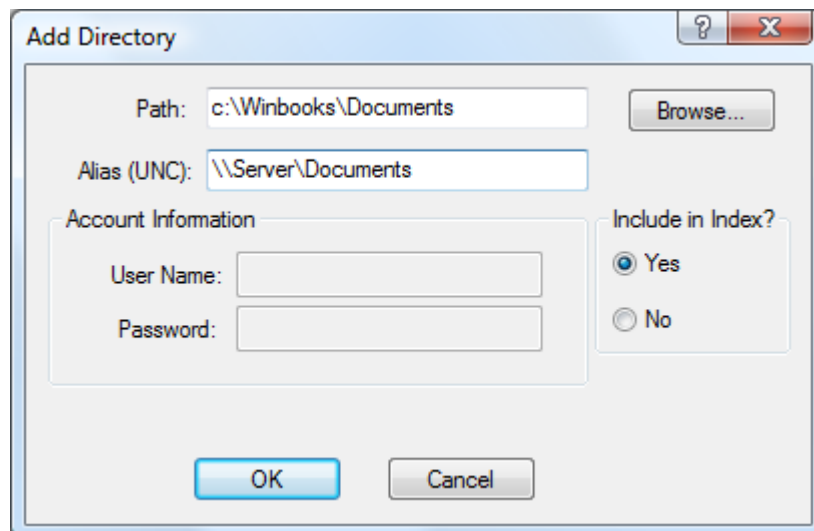 Add Directory
Path: c:\Winbooks\Documents Browse...
Alias (UNC): \\Server\Documents
Account Information Include in Index?
User Name: Yes
Password: No
OK Cancel